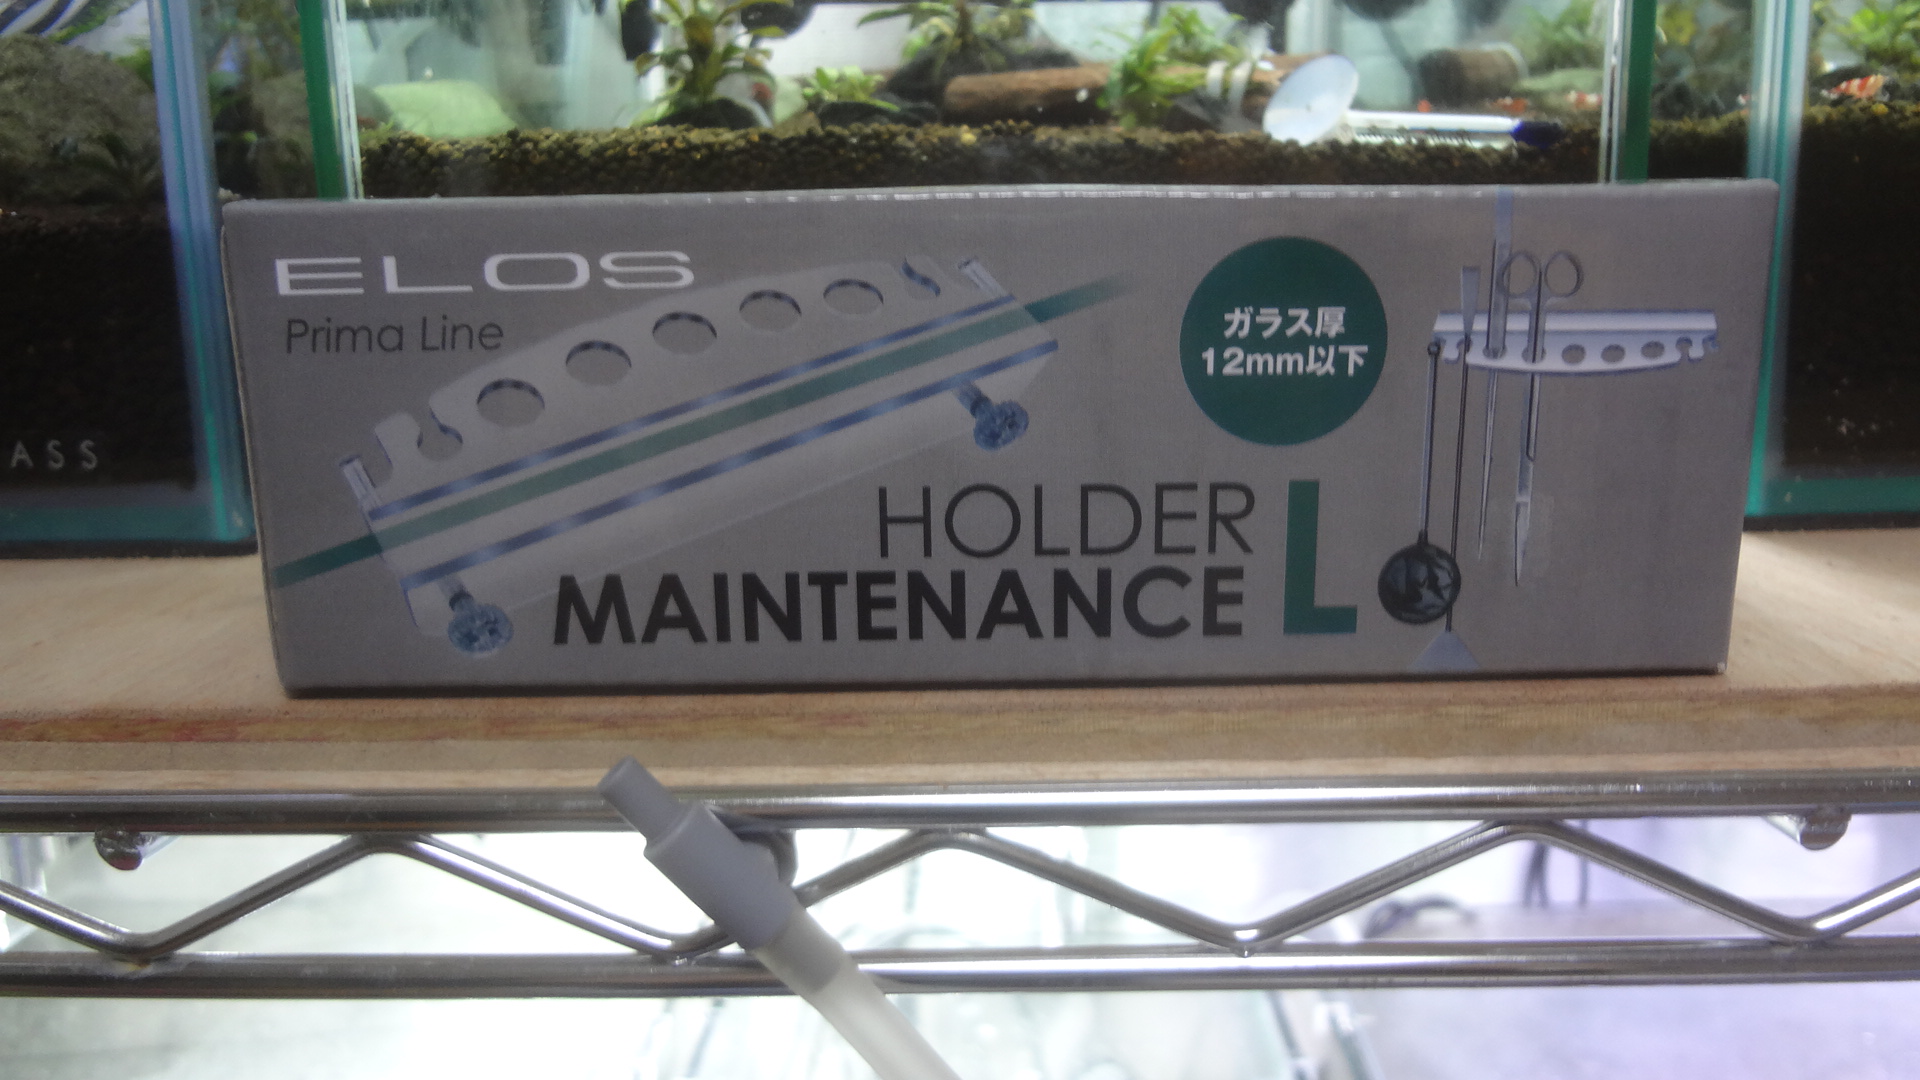 ELOS
Prima Line
ガラス厚
12mm以下
HOLDER
MAINTENANCE L
ASS